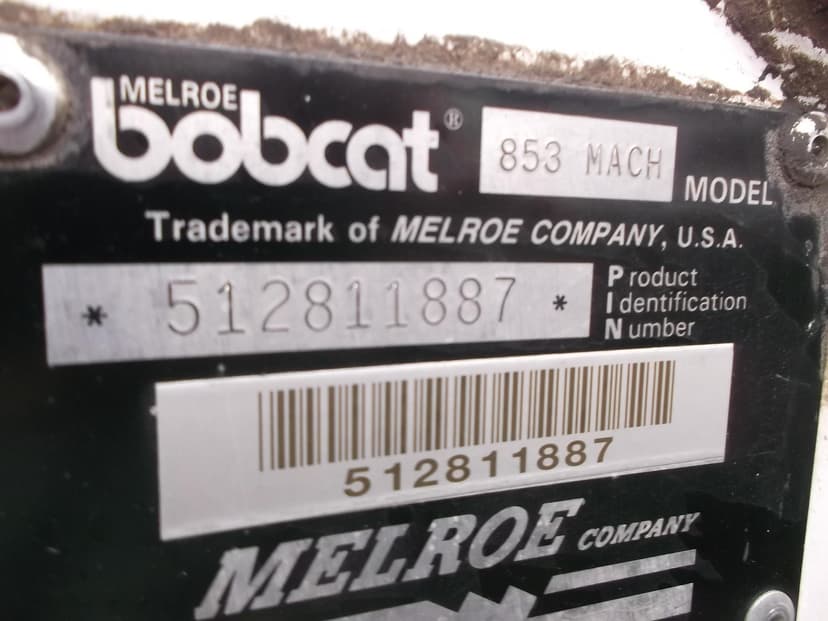 MELROE
bobcat® 853 MACH MODEL
Trademark of MELROE COMPANY, U.S.A.
* 512811887 * Product
Identification
Number
512811887
MELROE COMPANY